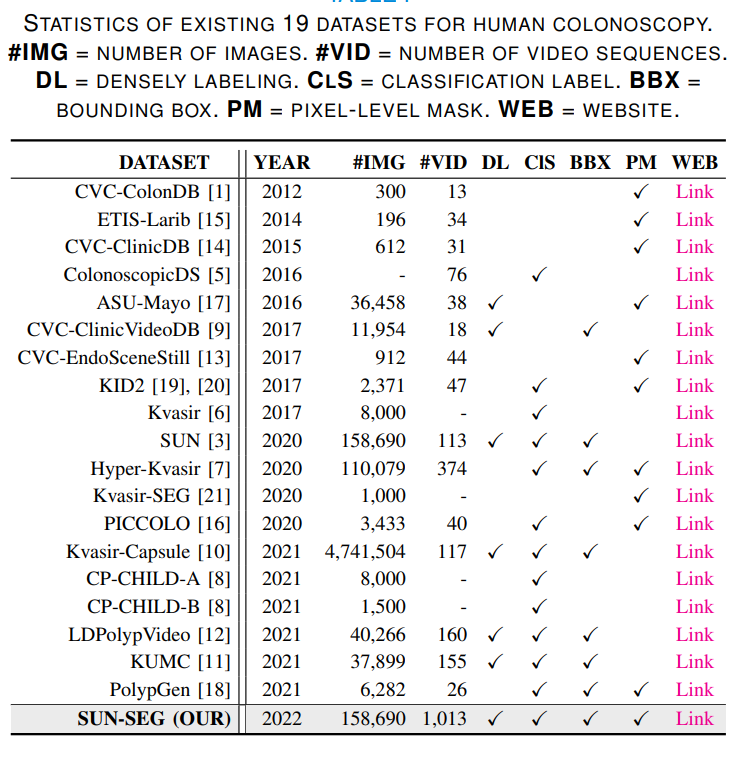 STATISTICS OF EXISTING 19 DATASETS FOR HUMAN COLONOSCOPY.
#IMG = NUMBER OF IMAGES. #VID = NUMBER OF VIDEO SEQUENCES.
DL = DENSELY LABELING. CLS = CLASSIFICATION LABEL. BBX =
BOUNDING BOX. PM = PIXEL-LEVEL MASK. WEB = WEBSITE.
DATASET YEAR #IMG #VID DL ClS BBX PM WEB
CVC-ColonDB [1] 2012 300 13 ✓ Link
ETIS-Larib [15] 2014 196 34 ✓ Link
CVC-ClinicDB [14] 2015 612 31 ✓ Link
ColonoscopicDS [5] 2016 - 76 ✓ Link
ASU-Mayo [17] 2016 36,458 38 ✓ ✓ Link
CVC-ClinicVideoDB [9] 2017 11,954 18 ✓ ✓ Link
CVC-EndoSceneStill [13] 2017 912 44 ✓ Link
KID2 [19], [20] 2017 2,371 47 ✓ ✓ Link
Kvasir [6] 2017 8,000 - ✓ Link
SUN [3] 2020 158,690 113 ✓ ✓ ✓ Link
Hyper-Kvasir [7] 2020 110,079 374 ✓ ✓ ✓ Link
Kvasir-SEG [21] 2020 1,000 - ✓ Link
PICCOLO [16] 2020 3,433 40 ✓ ✓ Link
Kvasir-Capsule [10] 2021 4,741,504 117 ✓ ✓ ✓ Link
CP-CHILD-A [8] 2021 8,000 - ✓ Link
CP-CHILD-B [8] 2021 1,500 - ✓ Link
LDPolypVideo [12] 2021 40,266 160 ✓ ✓ ✓ Link
KUMC [11] 2021 37,899 155 ✓ ✓ ✓ Link
PolypGen [18] 2021 6,282 26 ✓ ✓ ✓ Link
SUN-SEG (OUR) 2022 158,690 1,013 ✓ ✓ ✓ ✓ Link